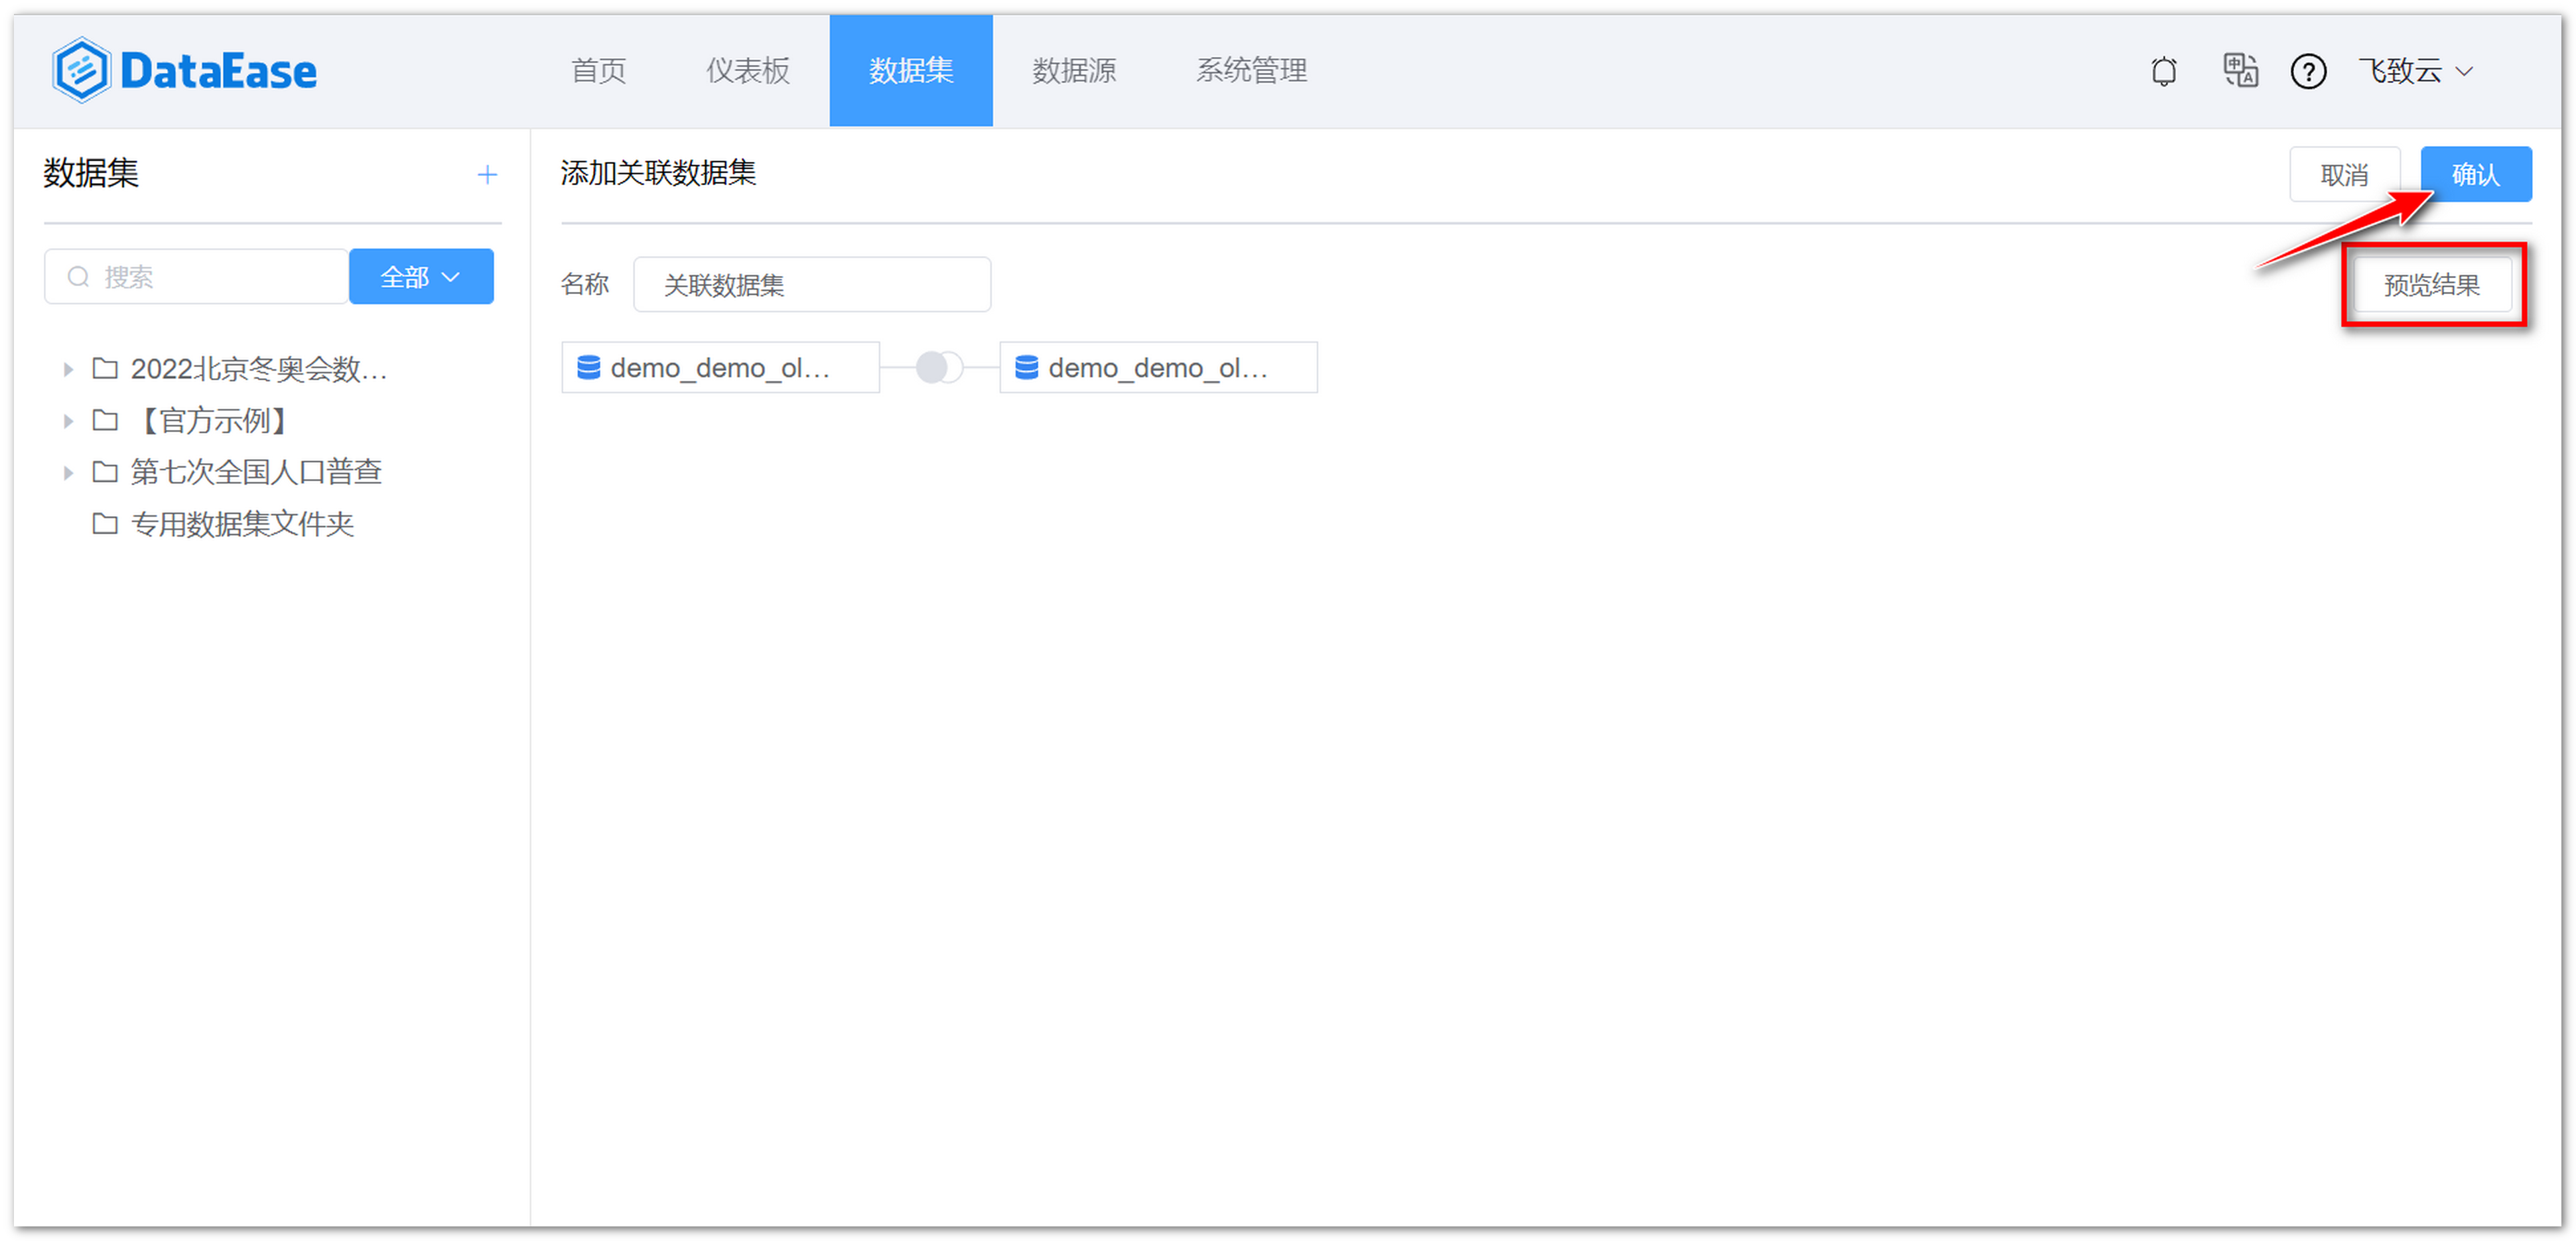 DataEase
首页 仪表板 数据集 数据源 系统管理 中 A ? 飞致云
数据集 +
搜索 全部
2022北京冬奥会数...
【官方示例】
第七次全国人口普查
专用数据集文件夹
添加关联数据集 取消 确认
名称 关联数据集 预览结果
demo_demo_ol... demo_demo_ol...